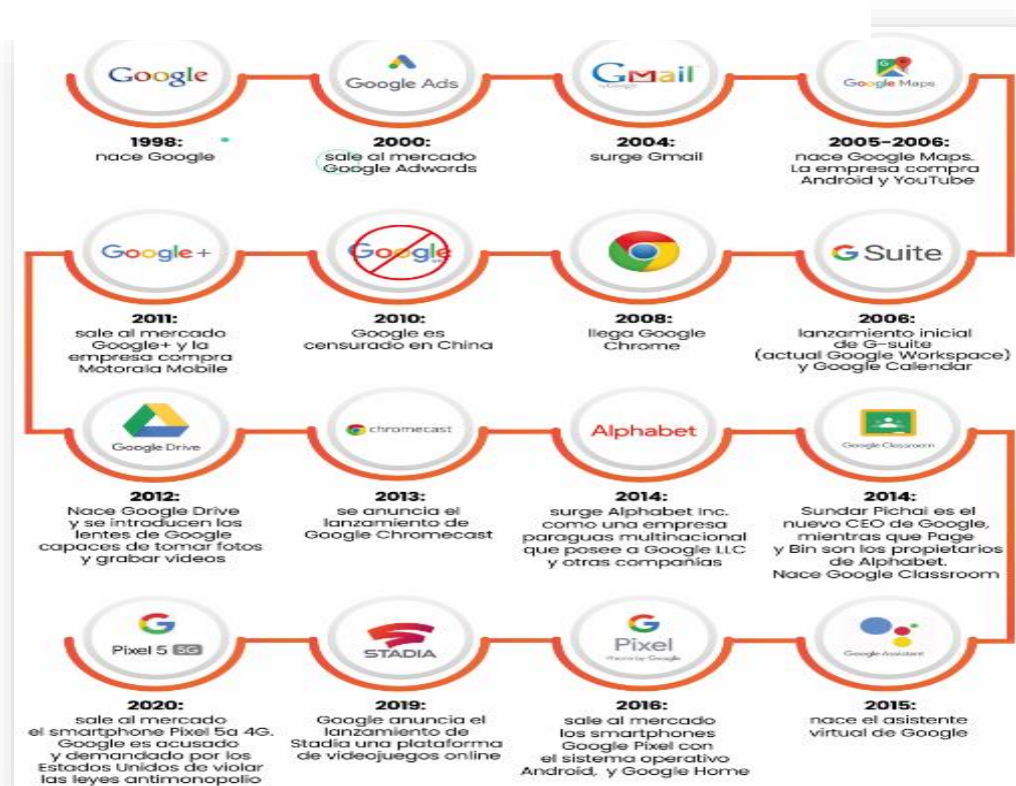 Google
Google Ads
Gmail
Google Maps
1998:
nace Google
2000:
sale al mercado
Google Adwords
2004:
surge Gmail
2005-2006:
nace Google Maps.
La empresa compra
Android y YouTube
Google+
Google
G Suite
2011:
sale al mercado
Google+ y la
empresa compra
Motorala Mobile
2010:
Google es
censurado en China
2008:
llega Google
Chrome
2006:
lanzamiento inicial
de G-suite
(actual Google Workspace)
y Google Calendar
Google Drive
chromecast
Alphabet
Google Classroom
2012:
Nace Google Drive
y se introducen los
lentes de Google
capaces de tomar fotos
y grabar vídeos
2013:
se anuncia el
lanzamiento de
Google Chromecast
2014:
surge Alphabet Inc.
como una empresa
paraguas multinacional
que posee a Google LLC
y otras compañías
2014:
Sundar Pichai es el
nuevo CEO de Google,
mientras que Page
y Bin son los propietarios
de Alphabet.
Nace Google Classroom
G
Pixel 5 5G
STADIA
G
Pixel
Phone by Google
Google Assistant
2020:
sale al mercado
el smartphone Pixel 5a 4G.
Google es acusado
y demandado por los
Estados Unidos de violar
las leyes antimonopolio
2019:
Google anuncia el
lanzamiento de
Stadia una plataforma
de videojuegos online
2016:
sale al mercado
los smartphones
Google Pixel con
el sistema operativo
Android, y Google Home
2015:
nace el asistente
virtual de Google